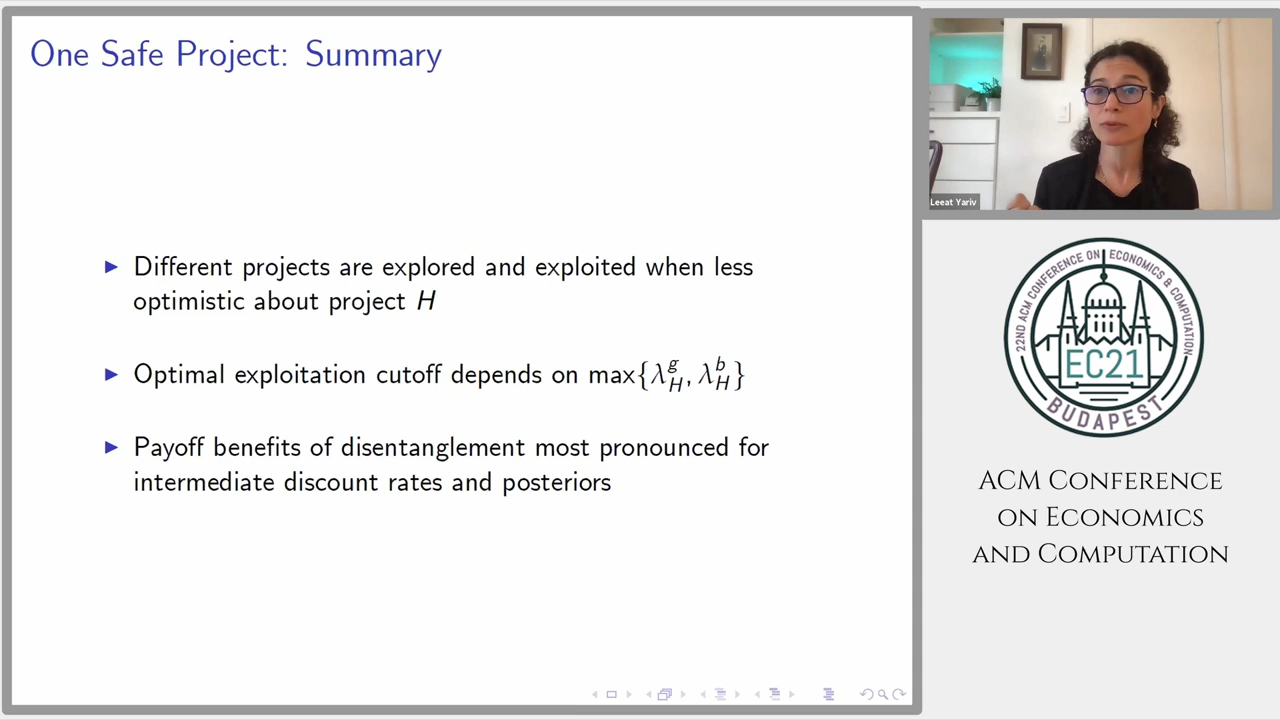 One Safe Project: Summary
▶ Different projects are explored and exploited when less
optimistic about project H
▶ Optimal exploitation cutoff depends on max{λ_H^g, λ_H^b}
▶ Payoff benefits of disentanglement most pronounced for
intermediate discount rates and posteriors
Leeat Yariv
22ND ACM CONFERENCE ON ECONOMICS & COMPUTATION
EC21
BUDAPEST
ACM Conference
on Economics
and Computation